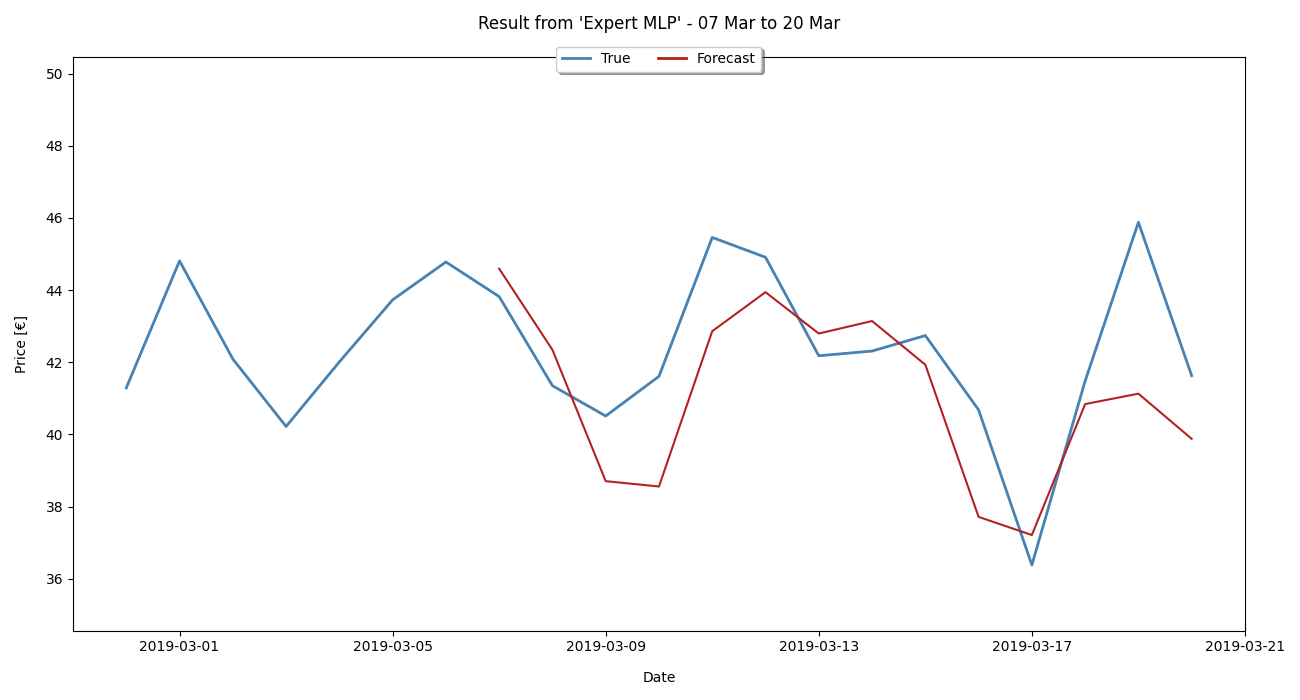 Result from 'Expert MLP' - 07 Mar to 20 Mar
True Forecast
50
48
46
44
42
40
38
36
Price [€]
2019-03-01 2019-03-05 2019-03-09 2019-03-13 2019-03-17 2019-03-21
Date